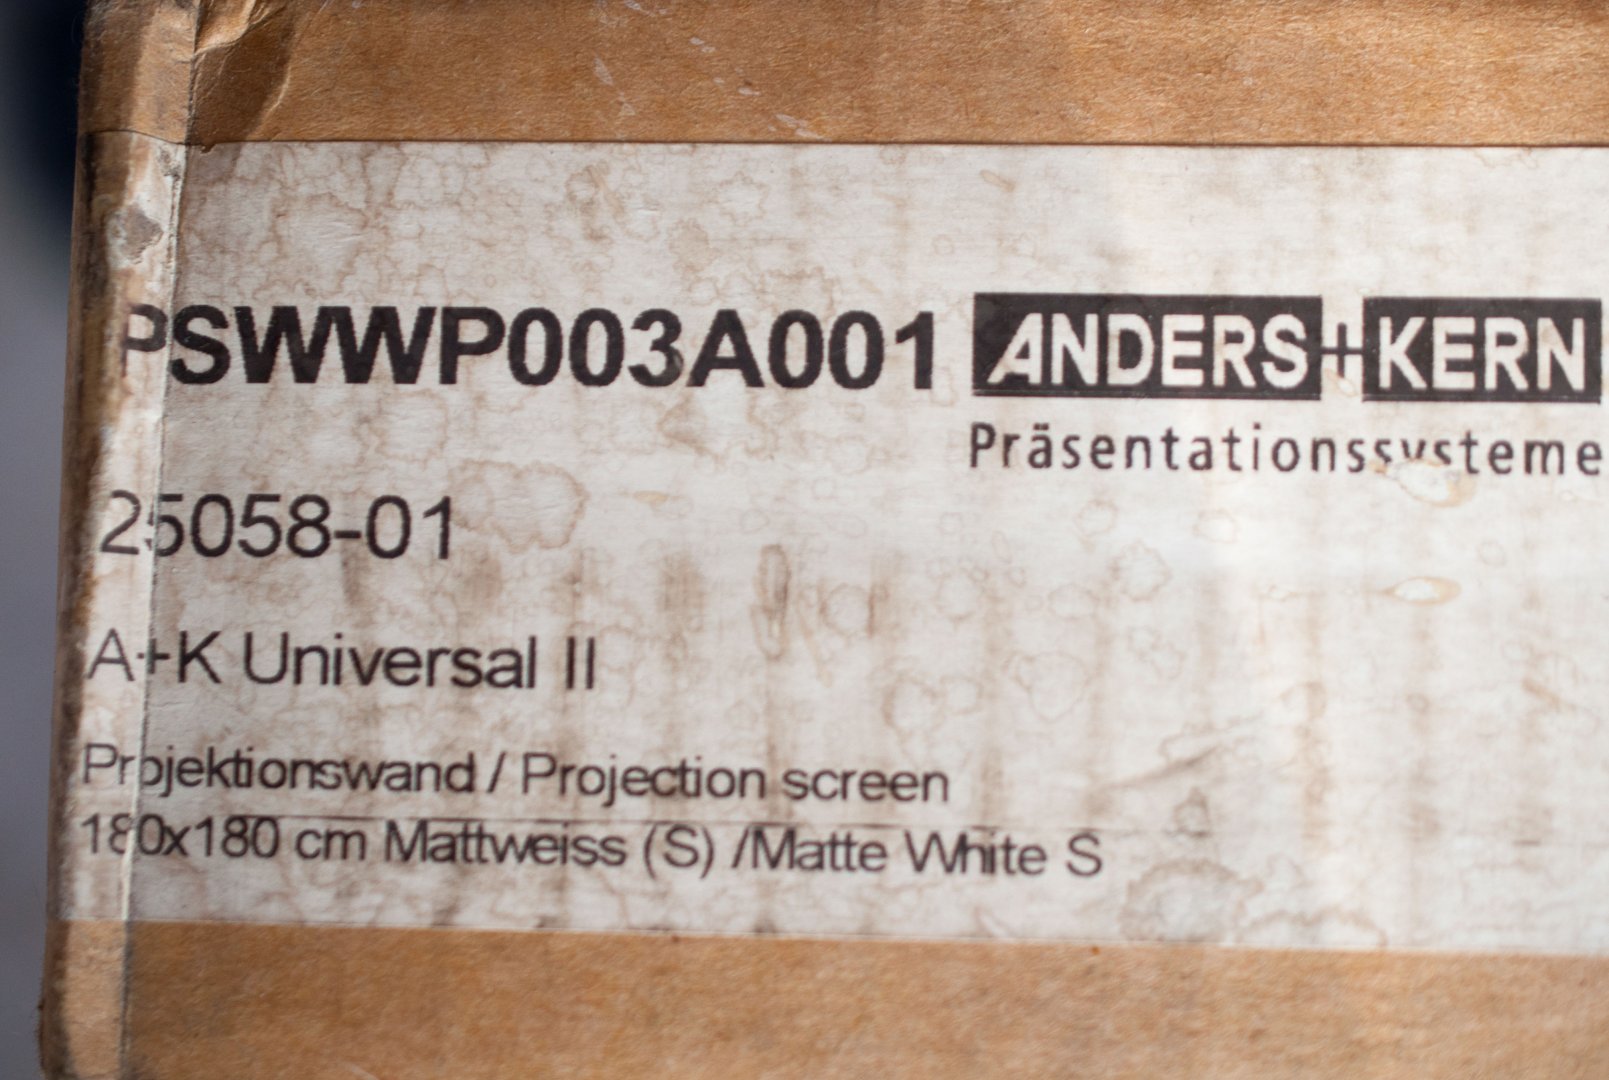 PSWWP003A001 ANDERS+KERN
Präsentationssysteme
25058-01
A+K Universal II
Projektionswand / Projection screen
180x180 cm Mattweiss (S) /Matte White S